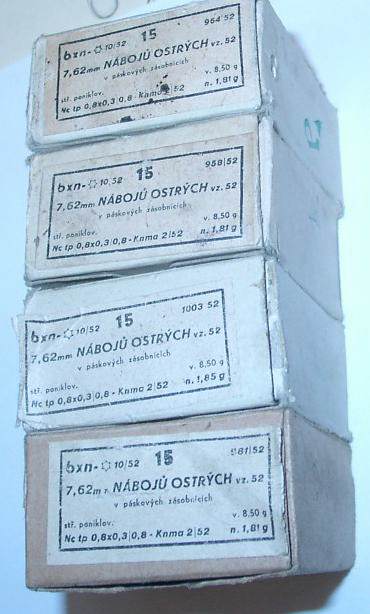 bxn-☼10/52 15 964/52
7,62mm NÁBOJŮ OSTRÝCH vz. 52
v páskových zásobnících
stř. poniklov. v. 8,50 g
Nc tp 0,8x0,3/0,8 - Knma 2/52 n. 1,81 g
bxn-☼10/52 15 958/52
7,62mm NÁBOJŮ OSTRÝCH vz. 52
v páskových zásobnících
stř. poniklov. v. 8,50 g
Nc tp 0,8x0,3/0,8 - Knma 2/52 n. 1,81 g
bxn-☼10/52 15 1003/52
7,62mm NÁBOJŮ OSTRÝCH vz. 52
v páskových zásobnících
stř. poniklov. v. 8,50 g
Nc tp 0,8x0,3/0,8 - Knma 2/52 n. 1,85 g
bxn-☼10/52 15 981/52
7,62m NÁBOJŮ OSTRÝCH vz. 52
v páskových zásobnících
stř. poniklov. v. 8,50 g
Nc tp 0,8x0,3/0,8 - Knma 2/52 n. 1,81 g